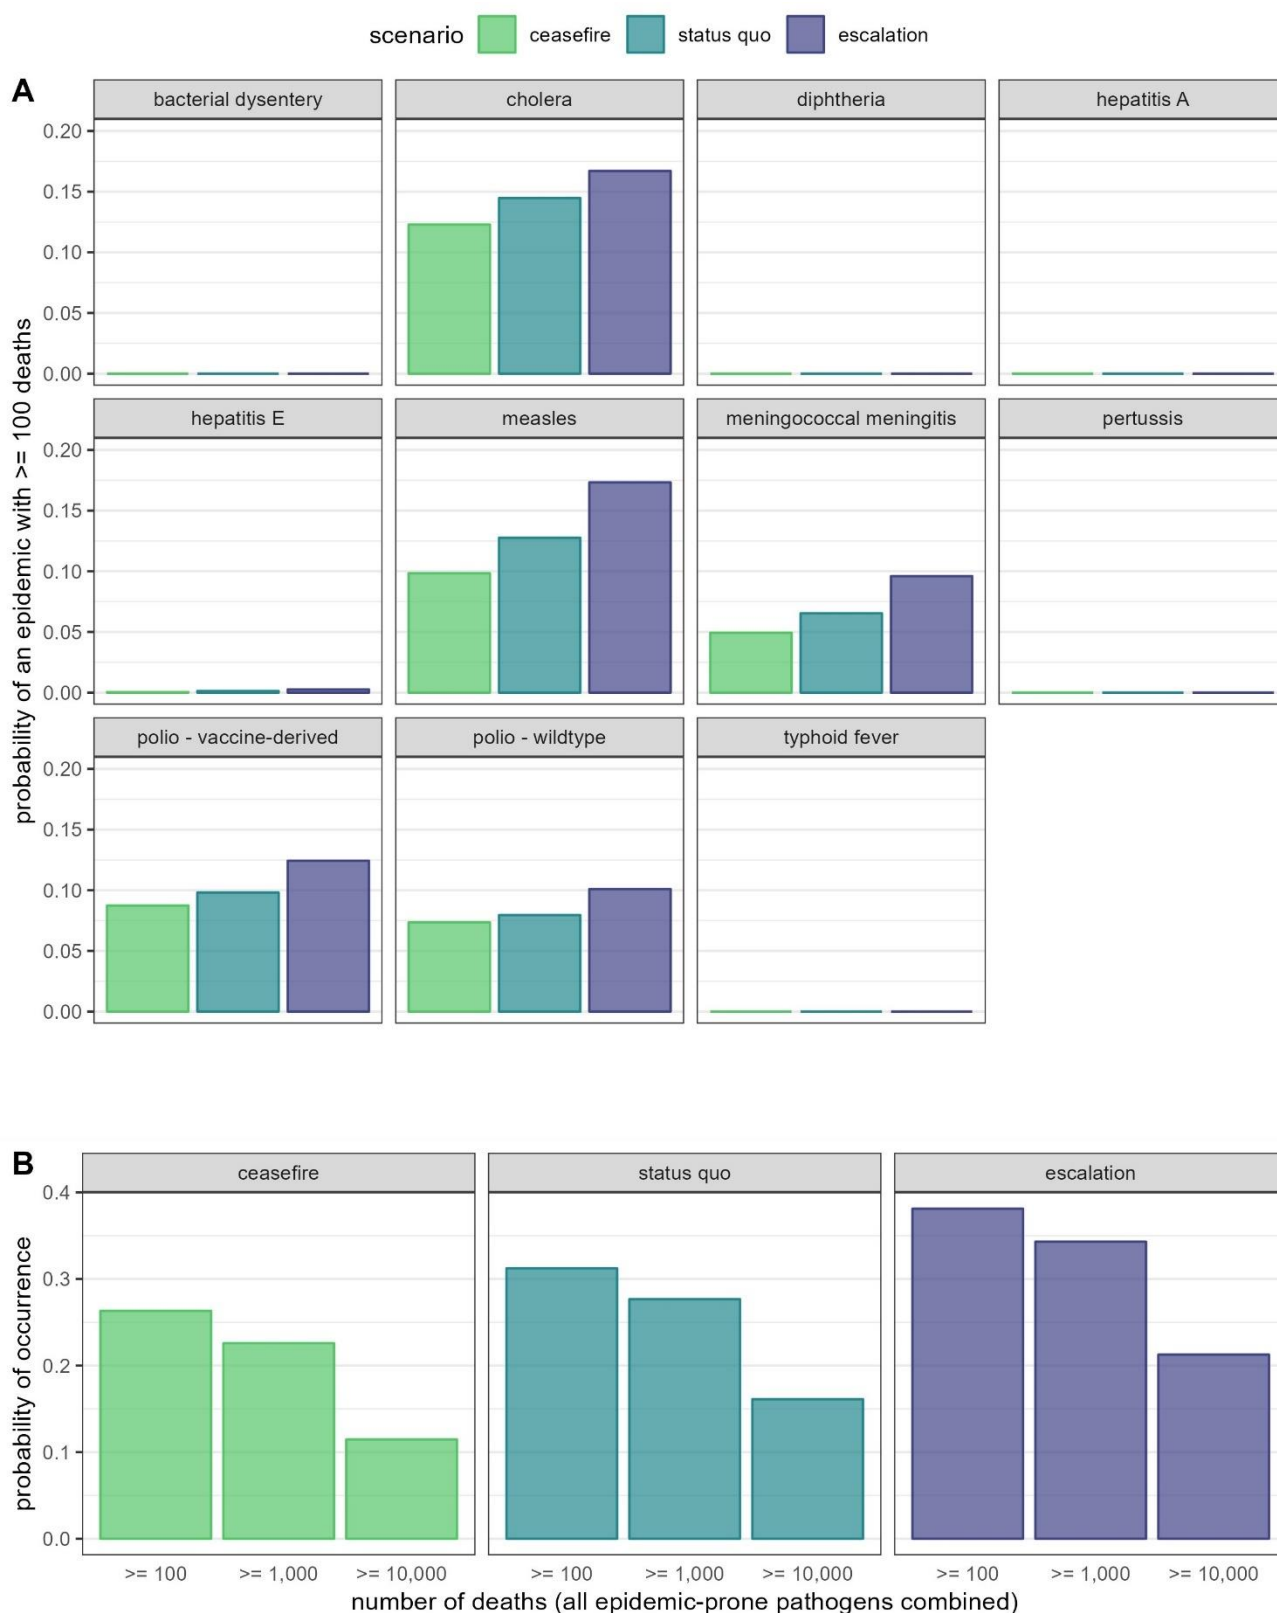 scenario ceasefire status quo escalation
A
bacterial dysentery cholera diphtheria hepatitis A
0.20
0.15
0.10
0.05
0.00
hepatitis E measles meningococcal meningitis pertussis
0.20
0.15
0.10
0.05
0.00
polio - vaccine-derived polio - wildtype typhoid fever
0.20
0.15
0.10
0.05
0.00
probability of an epidemic with >= 100 deaths
B
ceasefire status quo escalation
0.4
0.3
0.2
0.1
0.0
probability of occurrence
>= 100 >= 1,000 >= 10,000 >= 100 >= 1,000 >= 10,000 >= 100 >= 1,000 >= 10,000
number of deaths (all epidemic-prone pathogens combined)